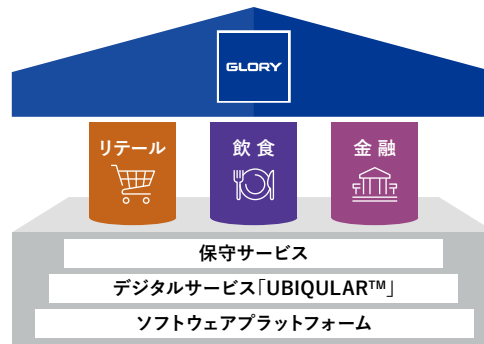 GLORY
リテール
飲食
金融
保守サービス
デジタルサービス「UBIQULAR™」
ソフトウェアプラットフォーム